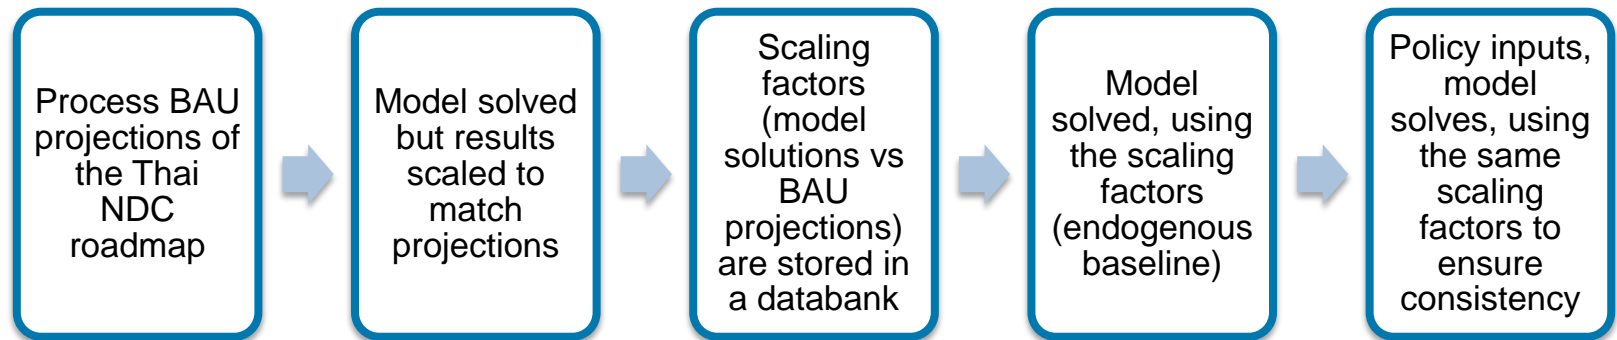 Process BAU
projections of
the Thai
NDC
roadmap
Model solved
but results
scaled to
match
projections
Scaling
factors
(model
solutions vs
BAU
projections)
are stored in
a databank
Model
solved, using
the scaling
factors
(endogenous
baseline)
Policy inputs,
model
solves, using
the same
scaling
factors to
ensure
consistency